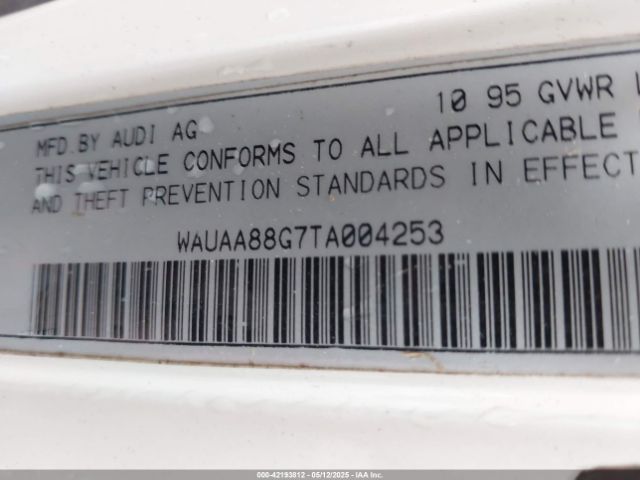 10 95 GVWR
MFD. BY AUDI AG
THIS VEHICLE CONFORMS TO ALL APPLICABLE
AND THEFT PREVENTION STANDARDS IN EFFECT
WAUAA88G7TA004253
000-42193812 - 05/12/2025 - IAA Inc.